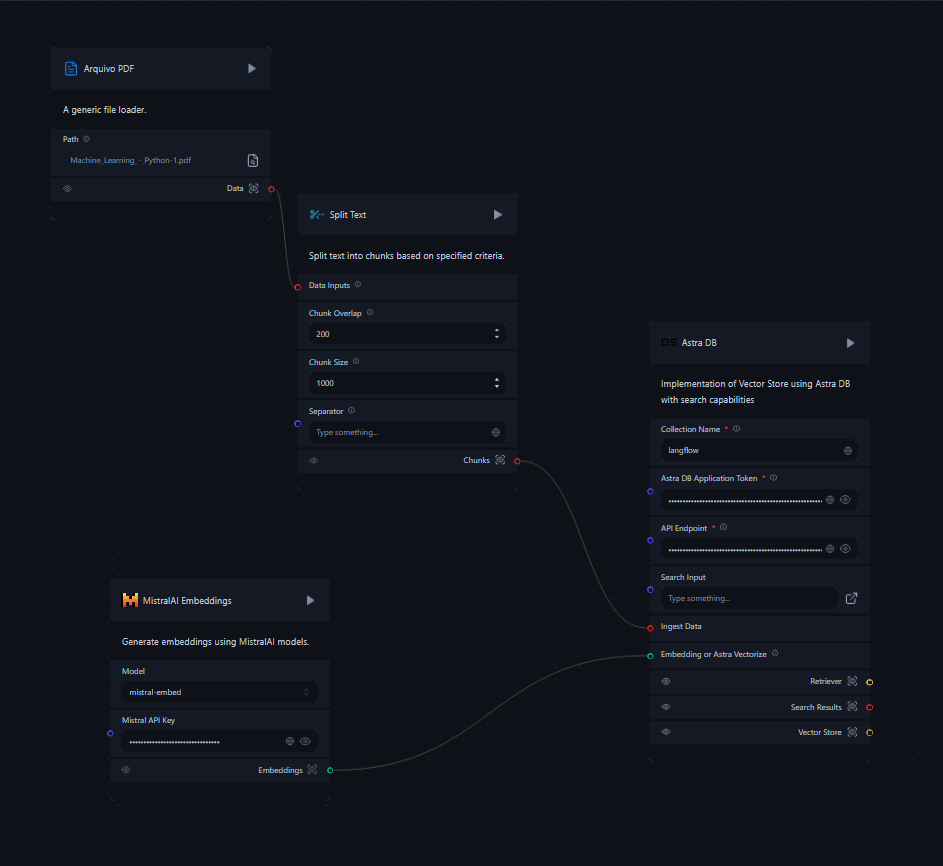 Arquivo PDF
A generic file loader.
Path
Machine_Learning_-_Python-1.pdf
Data
Split Text
Split text into chunks based on specified criteria.
Data Inputs
Chunk Overlap
200
Chunk Size
1000
Separator
Type something...
Chunks
DS Astra DB
Implementation of Vector Store using Astra DB
with search capabilities
Collection Name *
langflow
Astra DB Application Token *
API Endpoint *
Search Input
Type something...
Ingest Data
Embedding or Astra Vectorize
Retriever
Search Results
Vector Store
MistralAI Embeddings
Generate embeddings using MistralAI models.
Model
mistral-embed
Mistral API Key
Embeddings